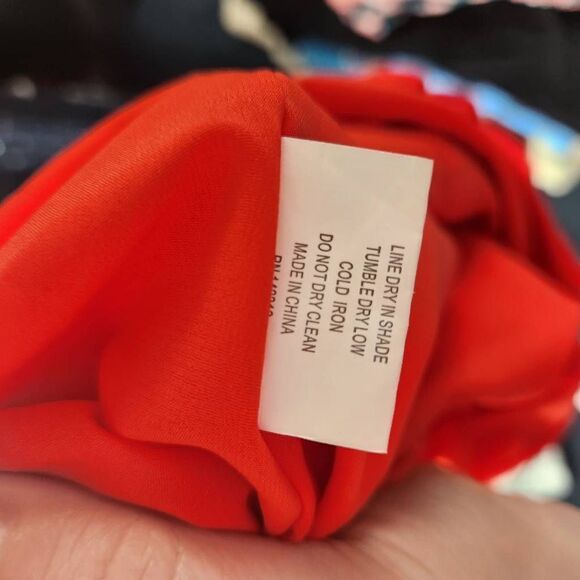 LINE DRY IN SHADE
TUMBLE DRY LOW
COLD IRON
DO NOT DRY CLEAN
MADE IN CHINA